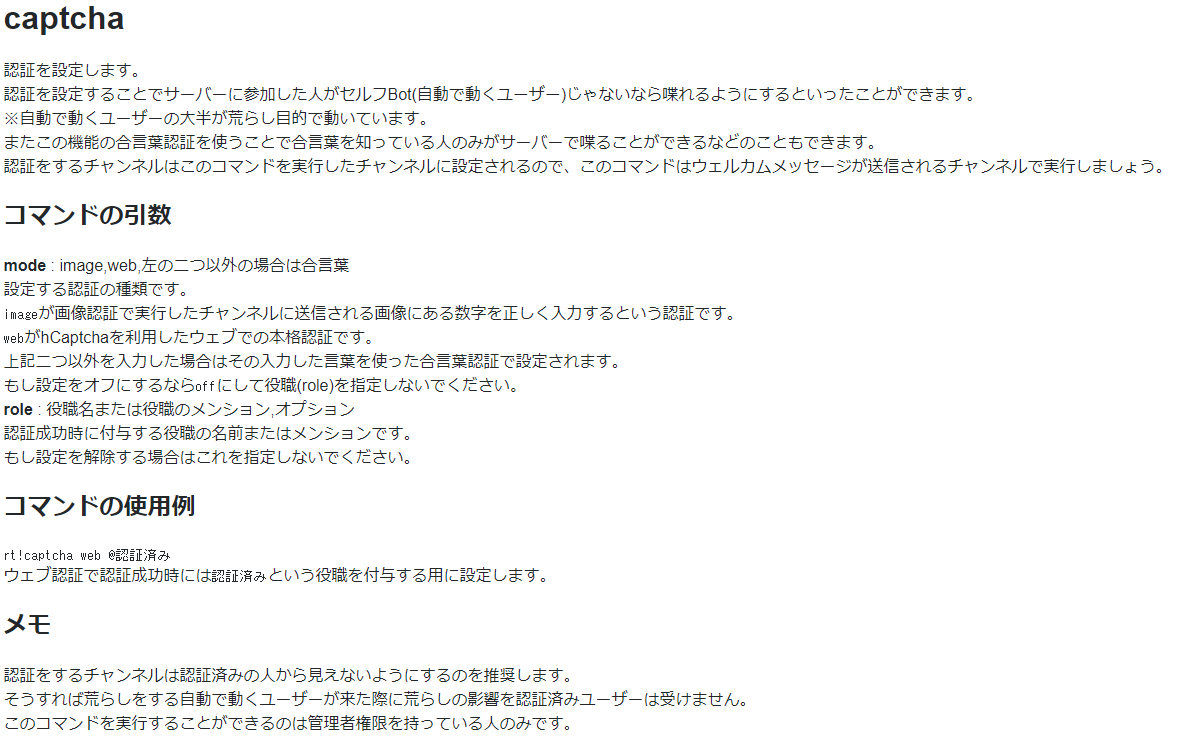 captcha
認証を設定します。
認証を設定することでサーバーに参加した人がセルフBot(自動で動くユーザー)じゃないなら喋れるようにするといったことができます。
※自動で動くユーザーの大半が荒らし目的で動いています。
またこの機能の合言葉認証を使うことで合言葉を知っている人のみがサーバーで喋ることができるなどのこともできます。
認証をするチャンネルはこのコマンドを実行したチャンネルに設定されるので、このコマンドはウェルカムメッセージが送信されるチャンネルで実行しましょう。
コマンドの引数
mode : image,web,左の二つ以外の場合は合言葉
設定する認証の種類です。
imageが画像認証で実行したチャンネルに送信される画像にある数字を正しく入力するという認証です。
webがhCaptchaを利用したウェブでの本格認証です。
上記二つ以外を入力した場合はその入力した言葉を使った合言葉認証で設定されます。
もし設定をオフにするならoffにして役職(role)を指定しないでください。
role : 役職名または役職のメンション,オプション
認証成功時に付与する役職の名前またはメンションです。
もし設定を解除する場合はこれを指定しないでください。
コマンドの使用例
rt!captcha web @認証済み
ウェブ認証で認証成功時には認証済みという役職を付与する用に設定します。
メモ
認証をするチャンネルは認証済みの人から見えないようにするのを推奨します。
そうすれば荒らしをする自動で動くユーザーが来た際に荒らしの影響を認証済みユーザーは受けません。
このコマンドを実行することができるのは管理者権限を持っている人のみです。